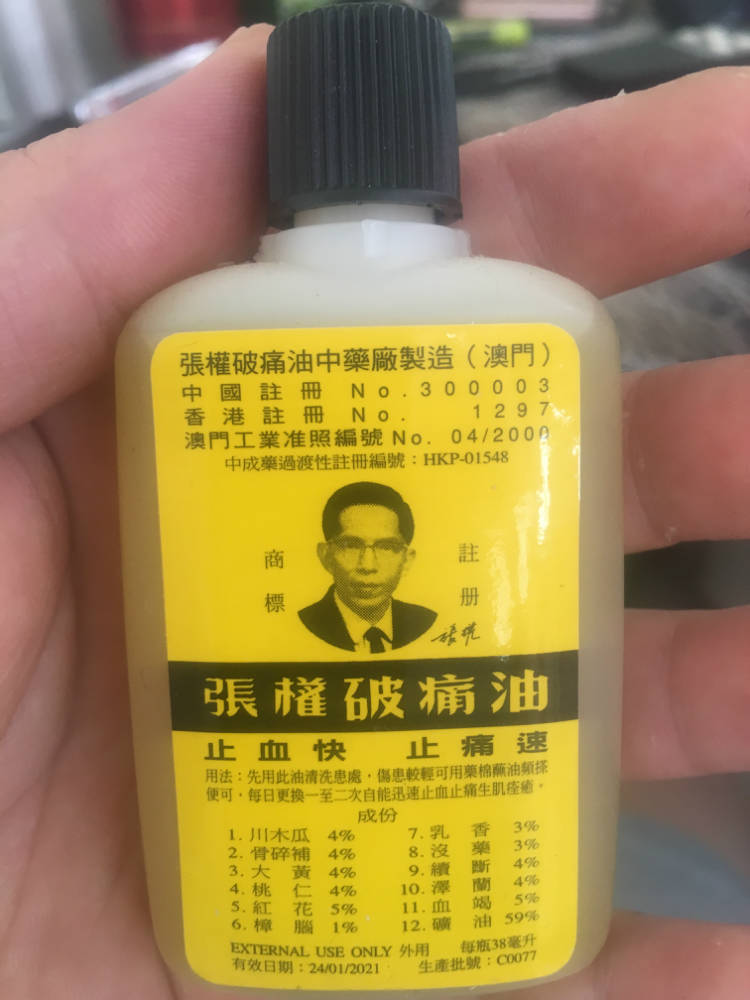 張權破痛油中藥廠製造（澳門）
中國註冊 No.300003
香港註冊 No. 1297
澳門工業准照編號 No. 04/2000
中成藥過渡性註冊編號：HKP-01548
商標 註册
張權
張權破痛油
止血快 止痛速
用法：先用此油清洗患處，傷患較輕可用藥棉蘸油頻搽
便可，每日更換一至二次自能迅速止血止痛生肌痊癒。
成份
1. 川木瓜 4% 7. 乳香 3%
2. 骨碎補 4% 8. 沒藥 3%
3. 大黃 4% 9. 續斷 4%
4. 桃仁 4% 10. 澤蘭 4%
5. 紅花 5% 11. 血竭 5%
6. 樟腦 1% 12. 礦油 59%
EXTERNAL USE ONLY 外用 每瓶38毫升
有效日期：24/01/2021 生產批號：C0077